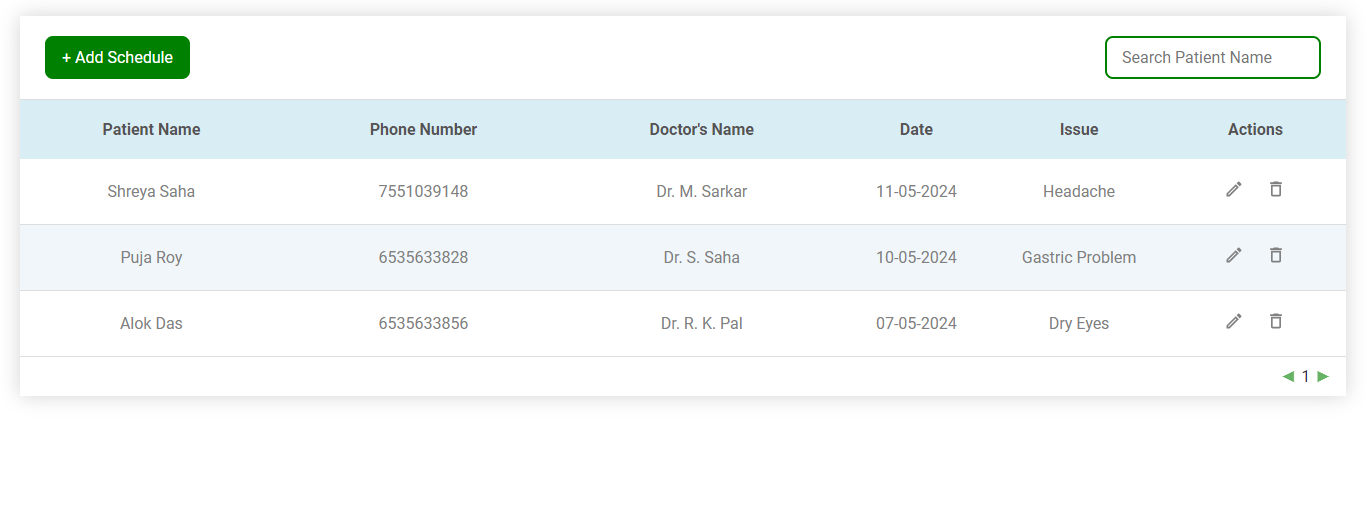 + Add Schedule Search Patient Name
Patient Name Phone Number Doctor's Name Date Issue Actions
Shreya Saha 7551039148 Dr. M. Sarkar 11-05-2024 Headache
Puja Roy 6535633828 Dr. S. Saha 10-05-2024 Gastric Problem
Alok Das 6535633856 Dr. R. K. Pal 07-05-2024 Dry Eyes
◀ 1 ▶